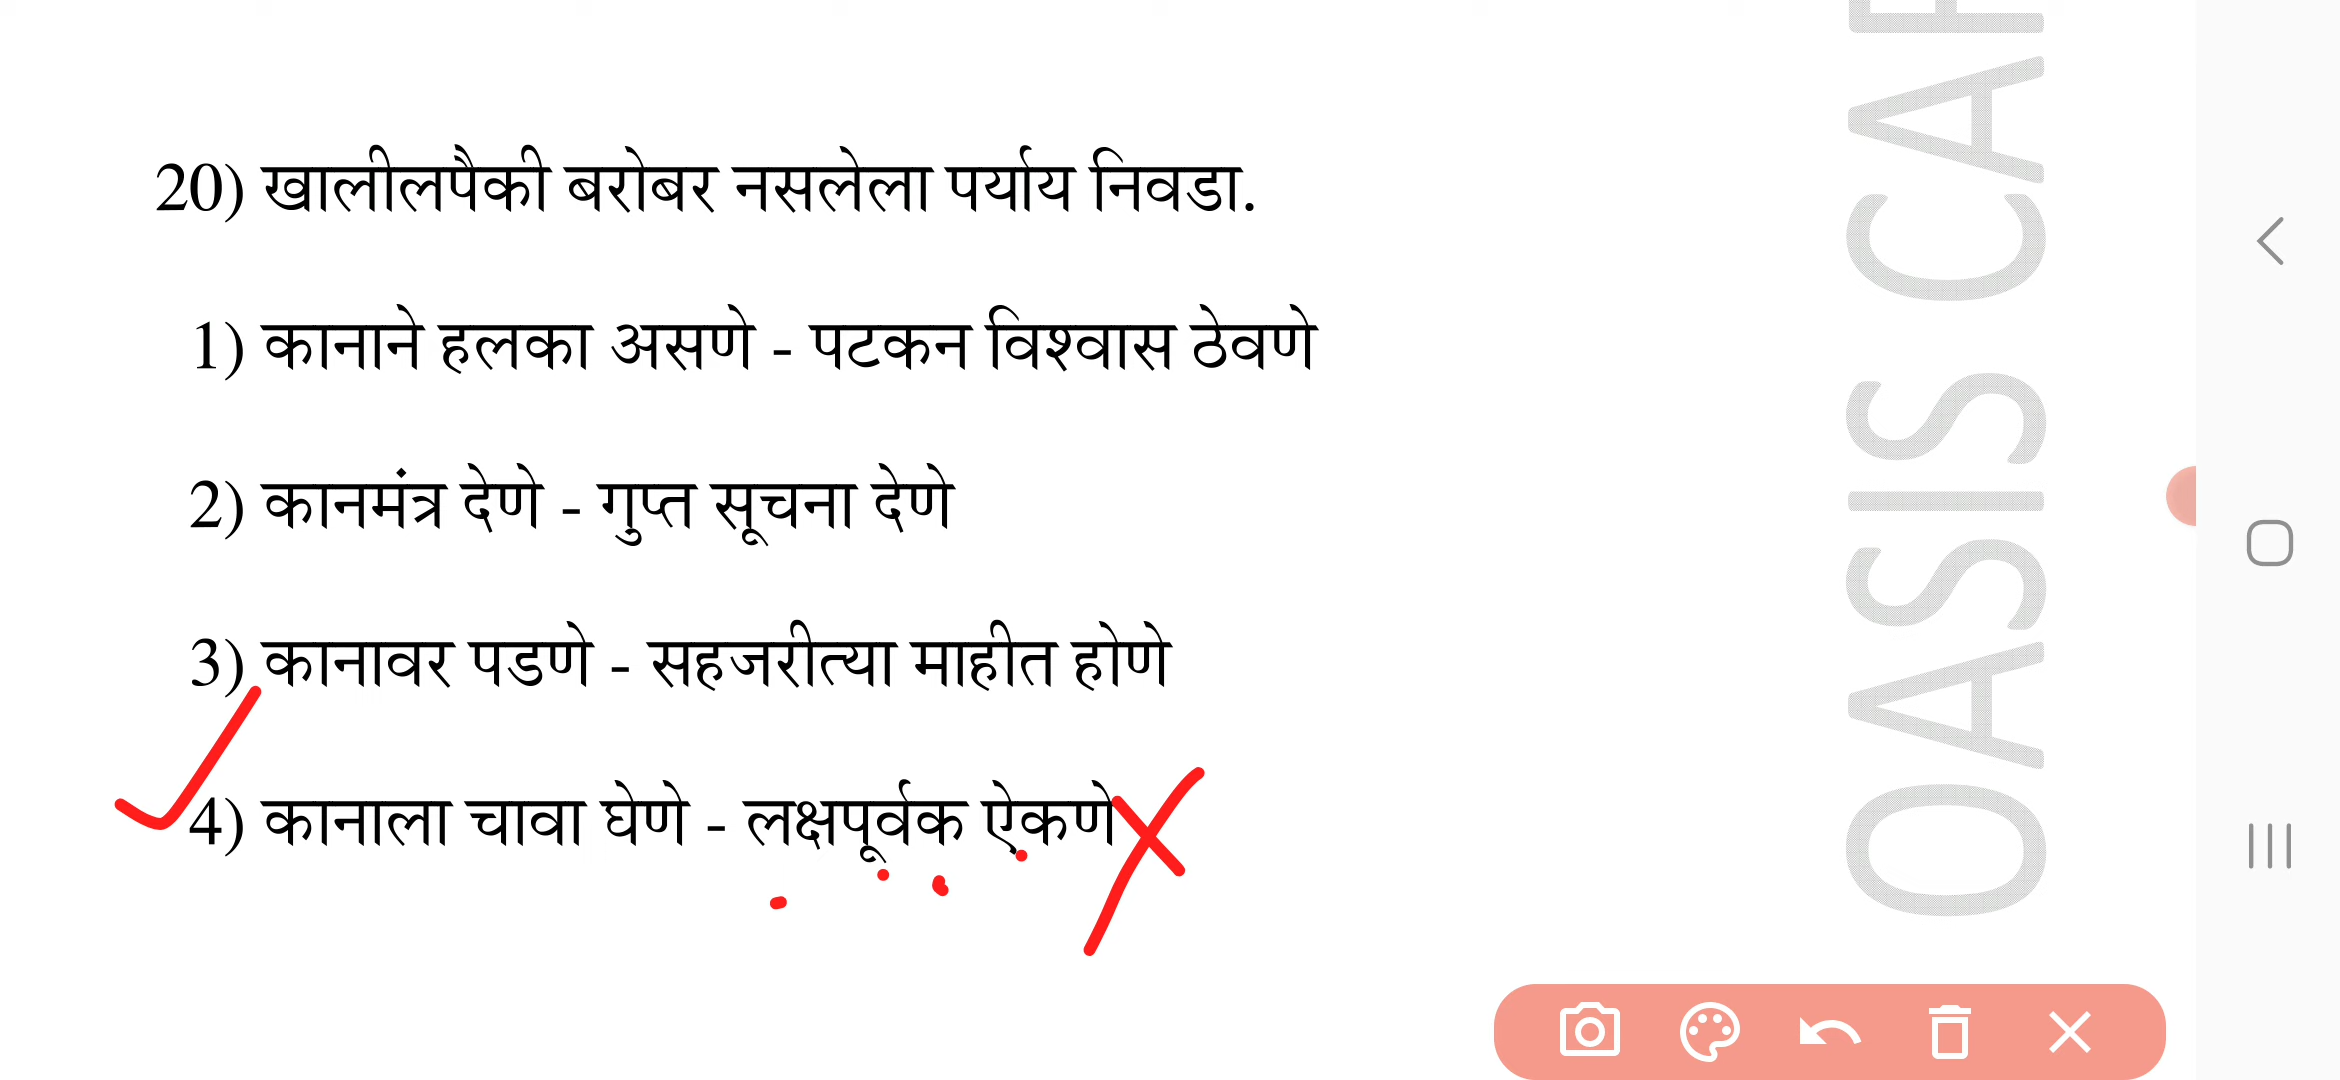 20) खालीलपैकी बरोबर नसलेला पर्याय निवडा.
1) कानाने हलका असणे - पटकन विश्वास ठेवणे
2) कानमंत्र देणे - गुप्त सूचना देणे
3) कानावर पडणे - सहजरीत्या माहीत होणे
4) कानाला चावा घेणे - लक्षपूर्वक ऐकणे
OASIS